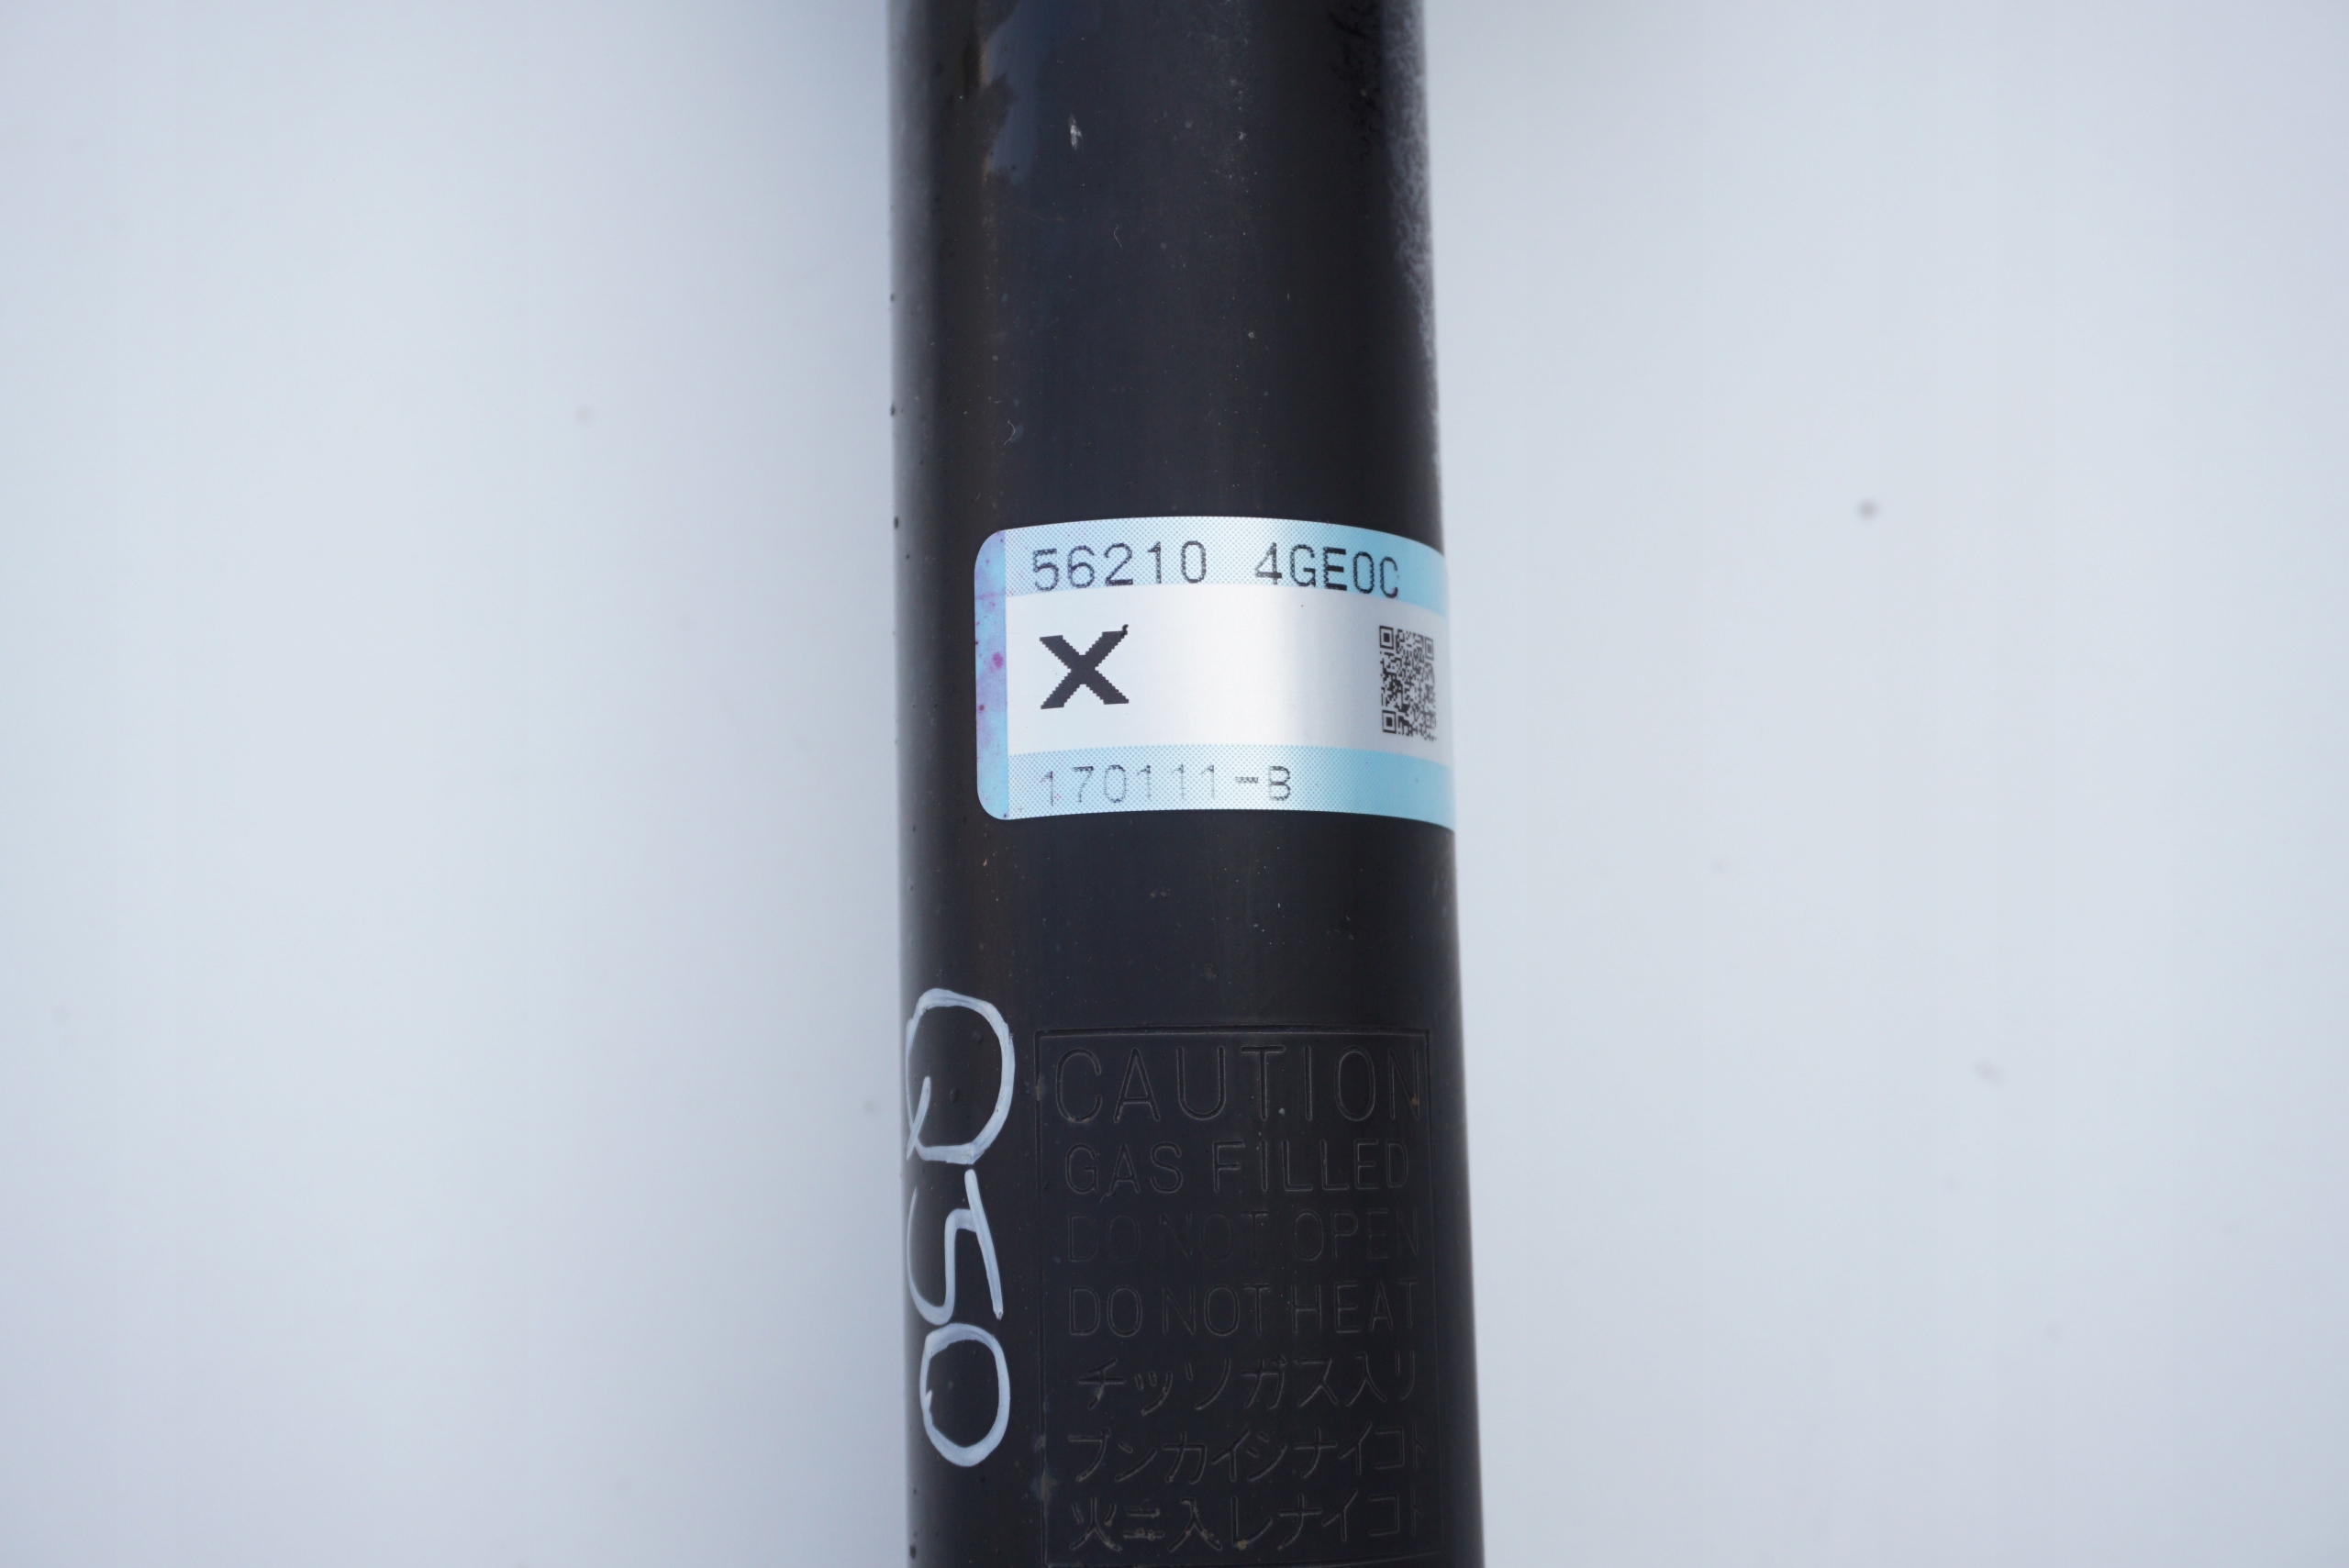 56210 4GE0C
X
170111-B
Q50
CAUTION
GAS FILLED
DO NOT OPEN
DO NOT HEAT
チッソガス入リ
ブンカイシナイコト
火ニ入レナイコト